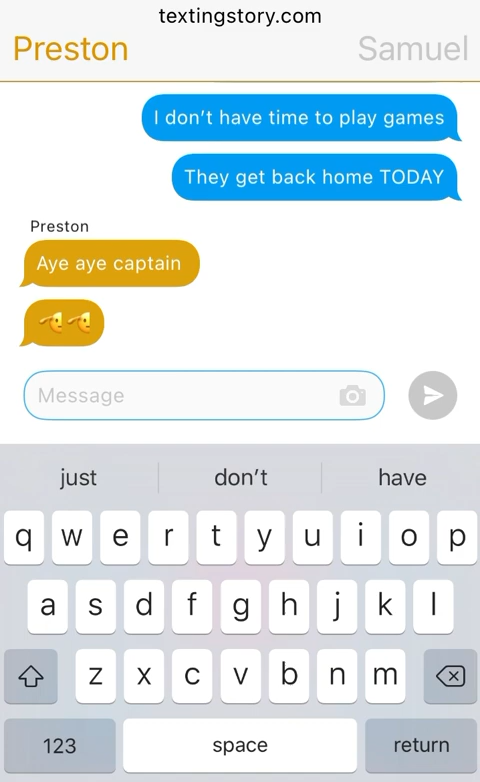 textingstory.com
Preston Samuel
I don’t have time to play games
They get back home TODAY
Preston
Aye aye captain
Message
just don’t have
q w e r t y u i o p
a s d f g h j k l
z x c v b n m
123 space return